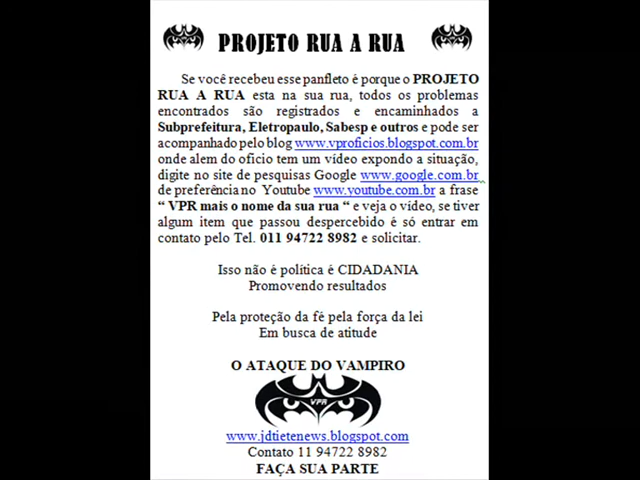 PROJETO RUA A RUA
Se você recebeu esse panfleto é porque o PROJETO
RUA A RUA esta na sua rua, todos os problemas
encontrados são registrados e encaminhados a
Subprefeitura, Eletropaulo, Sabesp e outros e pode ser
acompanhado pelo blog www.vproficios.blogspot.com.br
onde alem do oficio tem um vídeo expondo a situação,
digite no site de pesquisas Google www.google.com.br
de preferência no Youtube www.youtube.com.br a frase
“ VPR mais o nome da sua rua “ e veja o vídeo, se tiver
algum item que passou despercebido é só entrar em
contato pelo Tel. 011 94722 8982 e solicitar.
Isso não é política é CIDADANIA
Promovendo resultados
Pela proteção da fé pela força da lei
Em busca de atitude
O ATAQUE DO VAMPIRO
VPR
www.jdtietenews.blogspot.com
Contato 11 94722 8982
FAÇA SUA PARTE